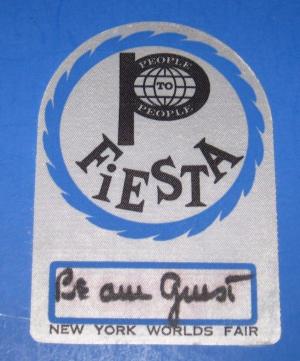 P
PEOPLE
TO
PEOPLE
FiESTA
Be our Guest
NEW YORK WORLDS FAIR